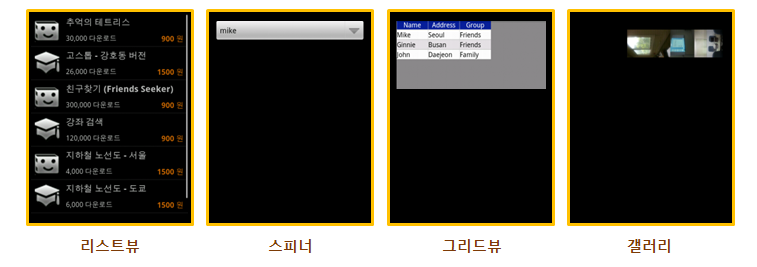 추억의 테트리스
30,000 다운로드 900 원
고스톱 - 강호동 버전
26,000 다운로드 1500 원
친구찾기 (Friends Seeker)
300,000 다운로드 900 원
강좌 검색
120,000 다운로드 900 원
지하철 노선도 - 서울
4,000 다운로드 1500 원
지하철 노선도 - 도쿄
6,000 다운로드 1500 원
리스트뷰
mike
스피너
Name Address Group
Mike Seoul Friends
Ginnie Busan Friends
John Daejeon Family
그리드뷰
갤러리